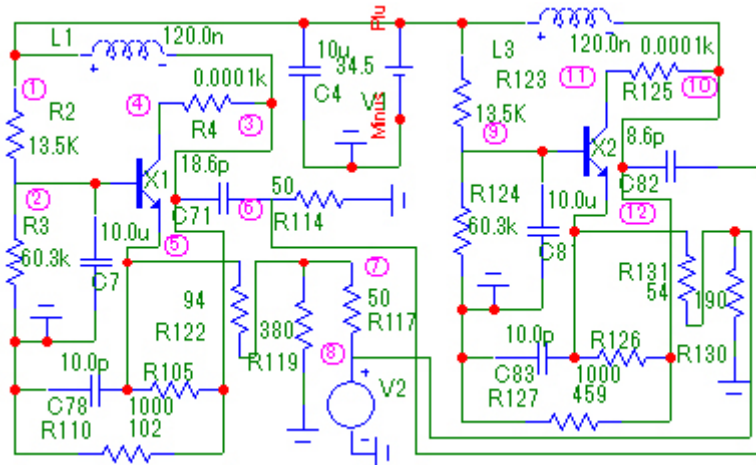 L1
120.0n
10u
34.5
C4
V
Plu
Minus
L3
120.0n
R123
11
0.0001k
R125
10
1
R2
13.5K
4
0.0001k
R4
3
13.5K
9
X2
8.6p
C82
2
X1
18.6p
C71
6
50
R114
R124
60.3k
12
R3
60.3k
10.0u
C7
5
7
10.0u
C8
R131
54
190
R130
94
R122
380
R119
50
R117
8
V2
10.0p
C78
R105
1000
R110
102
10.0p
C83
R126
1000
R127
459